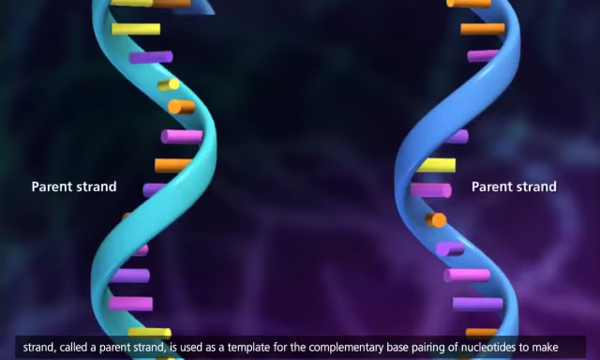 Parent strand
Parent strand
strand, called a parent strand, is used as a template for the complementary base pairing of nucleotides to make